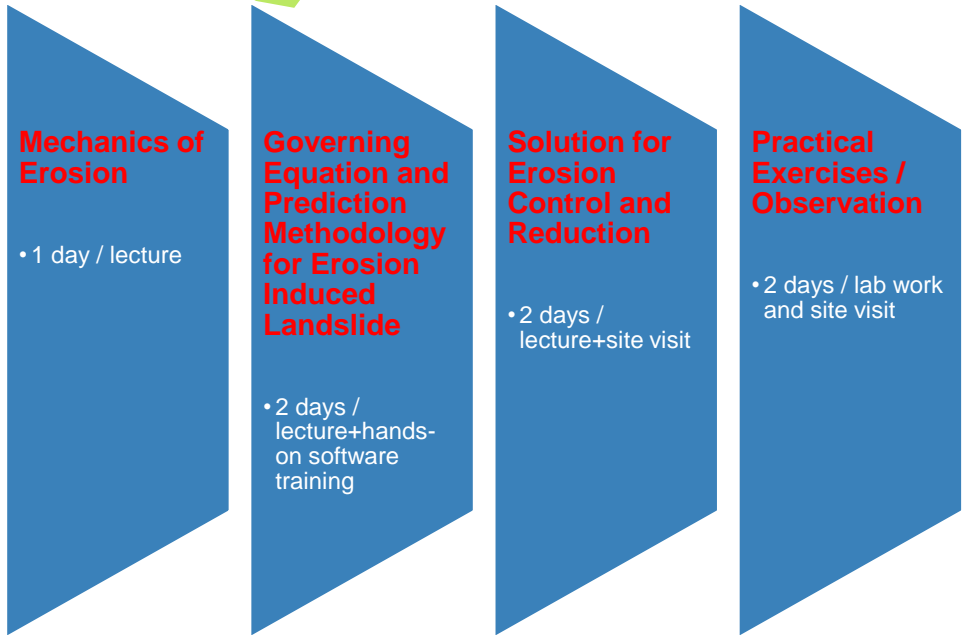 Mechanics of
Erosion
• 1 day / lecture
Governing
Equation and
Prediction
Methodology
for Erosion
Induced
Landslide
• 2 days /
lecture+hands-
on software
training
Solution for
Erosion
Control and
Reduction
• 2 days /
lecture+site visit
Practical
Exercises /
Observation
• 2 days / lab work
and site visit